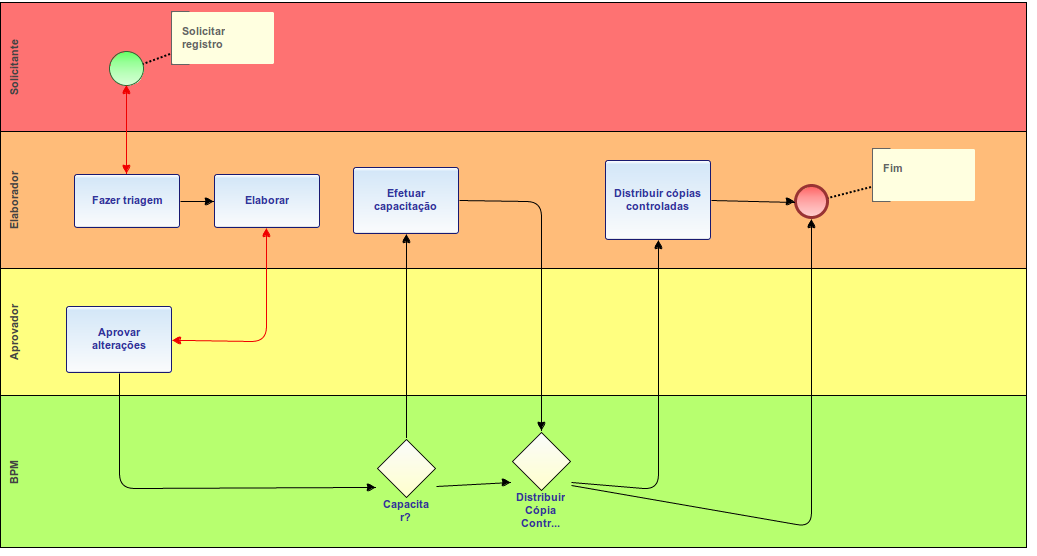 Solicitante
Solicitar
registro
Elaborador
Fazer triagem
Elaborar
Efetuar
capacitação
Distribuir cópias
controladas
Fim
Aprovador
Aprovar
alterações
BPM
Capacita
r?
Distribuir
Cópia
Contr...